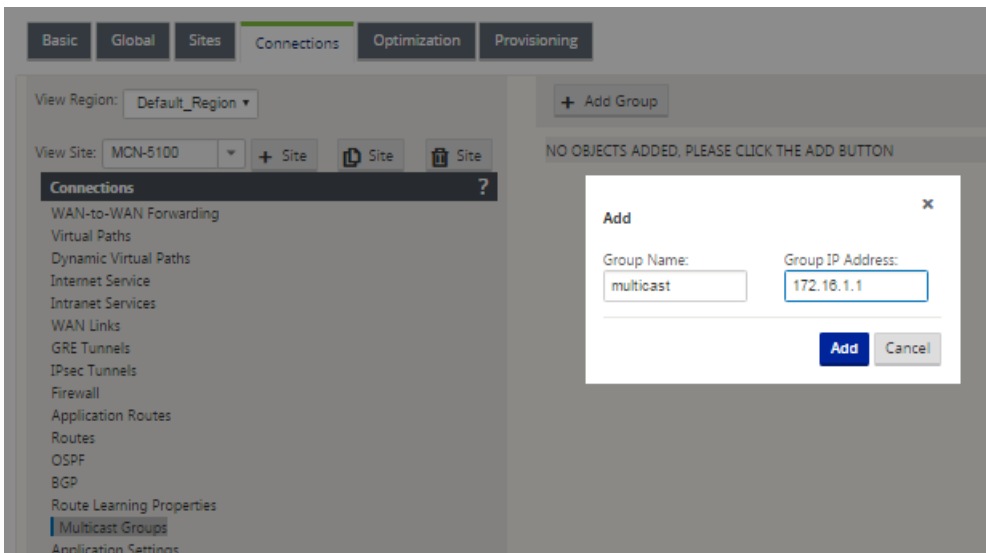 Basic Global Sites Connections Optimization Provisioning
View Region: Default_Region
+ Add Group
View Site: MCN-5100 + Site Site Site
NO OBJECTS ADDED, PLEASE CLICK THE ADD BUTTON
Connections ?
WAN-to-WAN Forwarding
Virtual Paths
Dynamic Virtual Paths
Internet Service
Intranet Services
WAN Links
GRE Tunnels
IPsec Tunnels
Firewall
Application Routes
Routes
OSPF
BGP
Route Learning Properties
Multicast Groups
Application Settings
Add ×
Group Name: Group IP Address:
multicast 172.16.1.1
Add Cancel